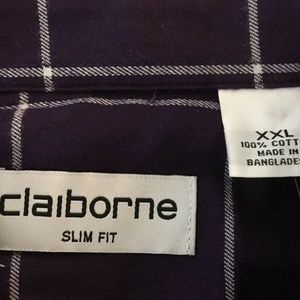 claiborne
SLIM FIT
XXL
100% COTT
MADE IN
BANGLADES